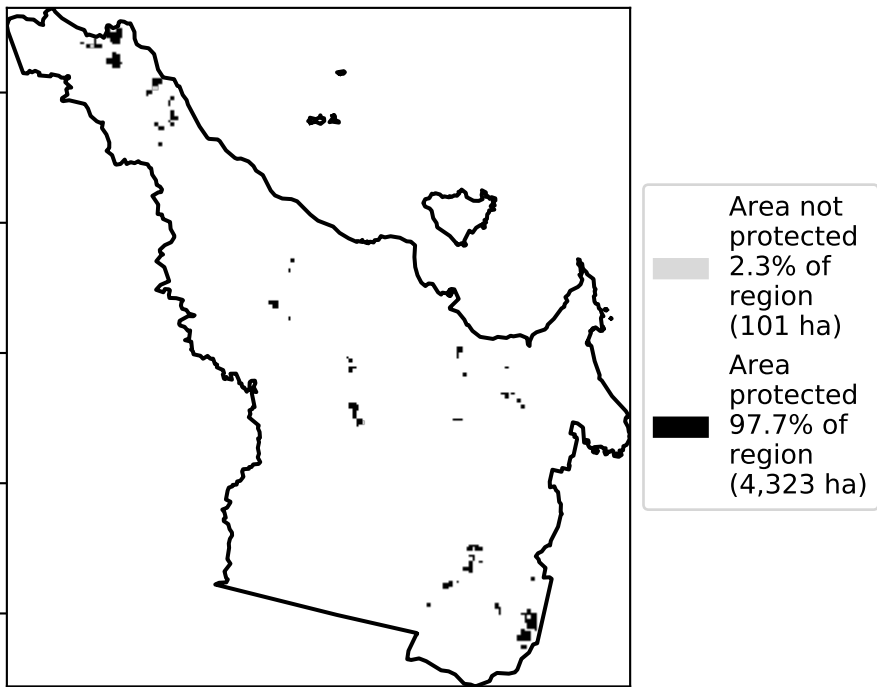 Area not
protected
2.3% of
region
(101 ha)
Area
protected
97.7% of
region
(4,323 ha)